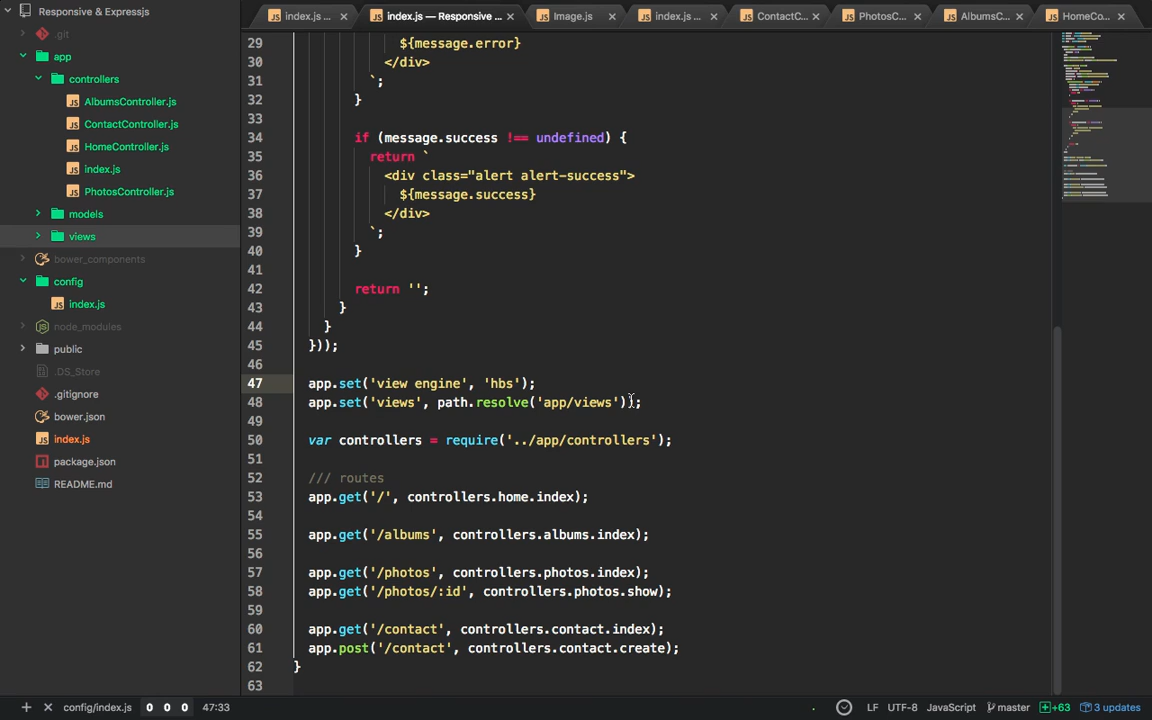 Responsive & Expressjs
.git
app
controllers
AlbumsController.js
ContactController.js
HomeController.js
index.js
PhotosController.js
models
views
bower_components
config
index.js
node_modules
public
.DS_Store
.gitignore
bower.json
index.js
package.json
README.md
index.js ...
index.js — Responsive ...
Image.js
index.js ...
ContactC...
PhotosC...
AlbumsC...
HomeCo...
29 ${message.error}
30 </div>
31 `;
32 }
33
34 if (message.success !== undefined) {
35 return `
36 <div class="alert alert-success">
37 ${message.success}
38 </div>
39 `;
40 }
41
42 return '';
43 }
44 }
45 }));
46
47 app.set('view engine', 'hbs');
48 app.set('views', path.resolve('app/views'));
49
50 var controllers = require('../app/controllers');
51
52 /// routes
53 app.get('/', controllers.home.index);
54
55 app.get('/albums', controllers.albums.index);
56
57 app.get('/photos', controllers.photos.index);
58 app.get('/photos/:id', controllers.photos.show);
59
60 app.get('/contact', controllers.contact.index);
61 app.post('/contact', controllers.contact.create);
62 }
63
config/index.js 0 0 0 47:33 LF UTF-8 JavaScript master +63 3 updates